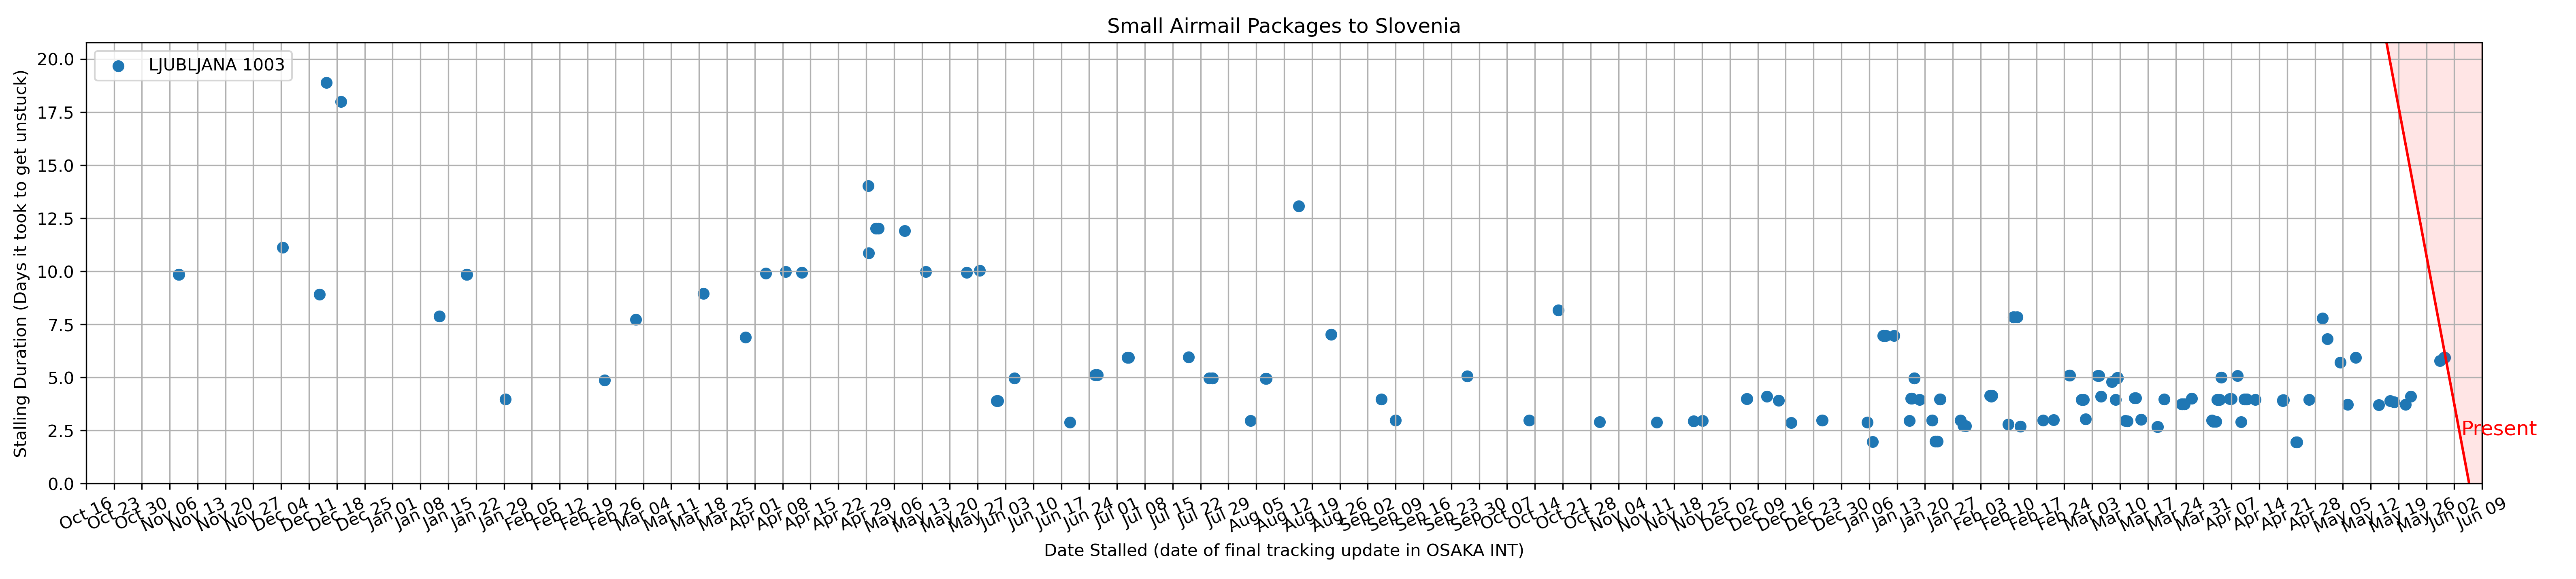 Small Airmail Packages to Slovenia
LJUBLJANA 1003
Stalling Duration (Days it took to get unstuck)
20.0
17.5
15.0
12.5
10.0
7.5
5.0
2.5
0.0
Present
Oct 16
Oct 23
Oct 30
Nov 06
Nov 13
Nov 20
Nov 27
Dec 04
Dec 11
Dec 18
Dec 25
Jan 01
Jan 08
Jan 15
Jan 22
Jan 29
Feb 05
Feb 12
Feb 19
Feb 26
Mar 04
Mar 11
Mar 18
Mar 25
Apr 01
Apr 08
Apr 15
Apr 22
Apr 29
May 06
May 13
May 20
May 27
Jun 03
Jun 10
Jun 17
Jun 24
Jul 01
Jul 08
Jul 15
Jul 22
Jul 29
Aug 05
Aug 12
Aug 19
Aug 26
Sep 02
Sep 09
Sep 16
Sep 23
Sep 30
Oct 07
Oct 14
Oct 21
Oct 28
Nov 04
Nov 11
Nov 18
Nov 25
Dec 02
Dec 09
Dec 16
Dec 23
Dec 30
Jan 06
Jan 13
Jan 20
Jan 27
Feb 03
Feb 10
Feb 17
Feb 24
Mar 03
Mar 10
Mar 17
Mar 24
Mar 31
Apr 07
Apr 14
Apr 21
Apr 28
May 05
May 12
May 19
May 26
Jun 02
Jun 09
Date Stalled (date of final tracking update in OSAKA INT)